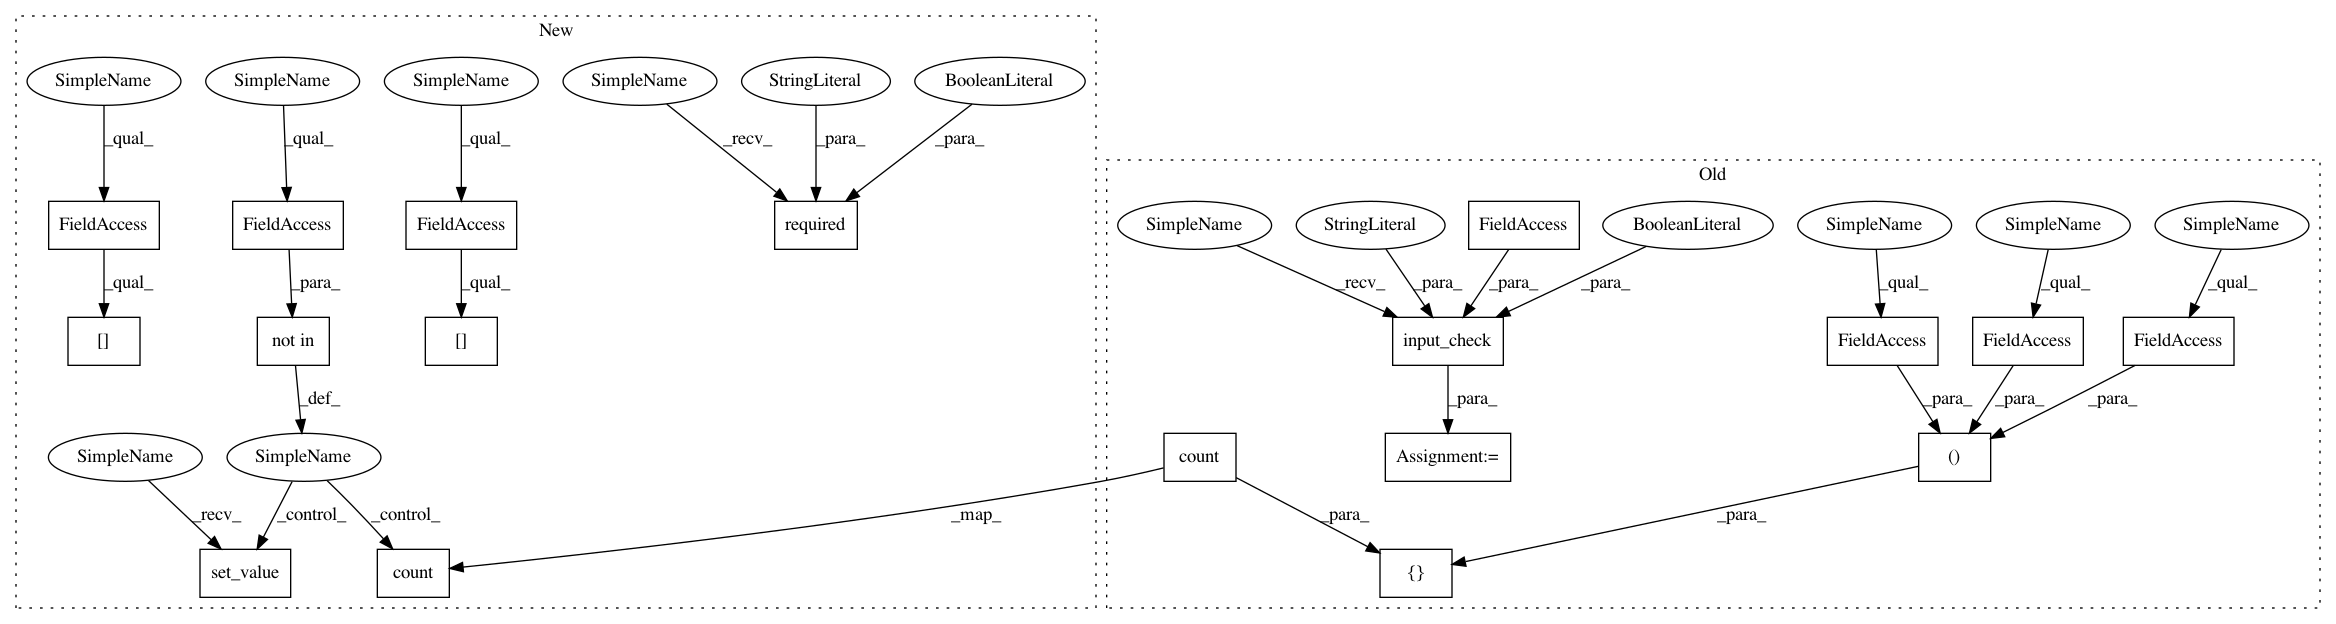 New
SimpleName SimpleName SimpleName SimpleName StringLiteral BooleanLiteral
_qual_ _qual_ _qual_ _recv_ _para_ _para_
Old
FieldAccess FieldAccess FieldAccess required SimpleName StringLiteral FieldAccess BooleanLiteral SimpleName SimpleName SimpleName
_qual_ _para_ _qual_ _recv_ _para_ _para_ _para_ _qual_ _qual_ _qual_
[] not in [] input_check FieldAccess FieldAccess FieldAccess
_def_ _para_ _para_ _para_ _para_
SimpleName SimpleName count Assignment:= ()
_recv_ _control_ _control_ _map_ _para_ _para_
set_value count {}